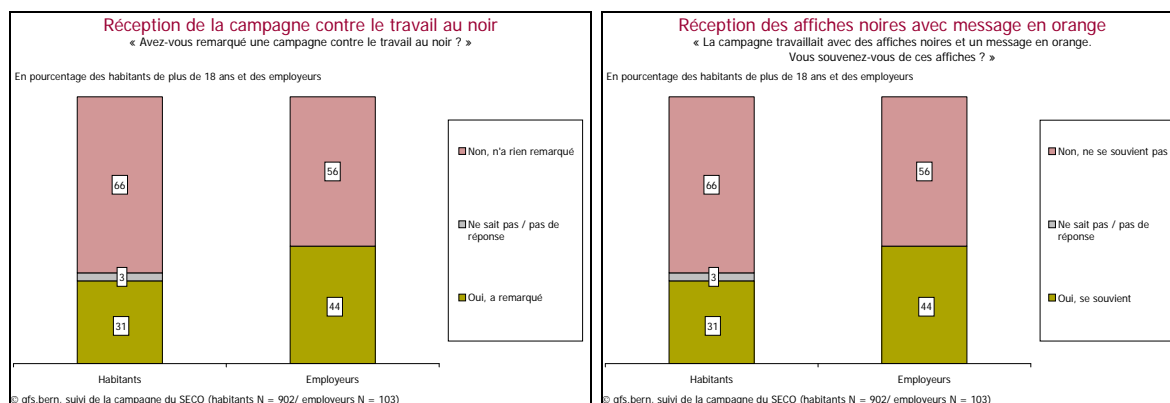 Réception de la campagne contre le travail au noir
« Avez-vous remarqué une campagne contre le travail au noir ? »
En pourcentage des habitants de plus de 18 ans et des employeurs
66
3
31
56
44
Non, n'a rien remarqué
Ne sait pas / pas de
réponse
Oui, a remarqué
Habitants
Employeurs
© gfs.bern, suivi de la campagne du SECO (habitants N = 902/ employeurs N = 103)
Réception des affiches noires avec message en orange
« La campagne travaillait avec des affiches noires et un message en orange.
Vous souvenez-vous de ces affiches ? »
En pourcentage des habitants de plus de 18 ans et des employeurs
66
3
31
56
44
Non, ne se souvient pas
Ne sait pas / pas de
réponse
Oui, se souvient
Habitants
Employeurs
© gfs.bern, suivi de la campagne du SECO (habitants N = 902/ employeurs N = 103)